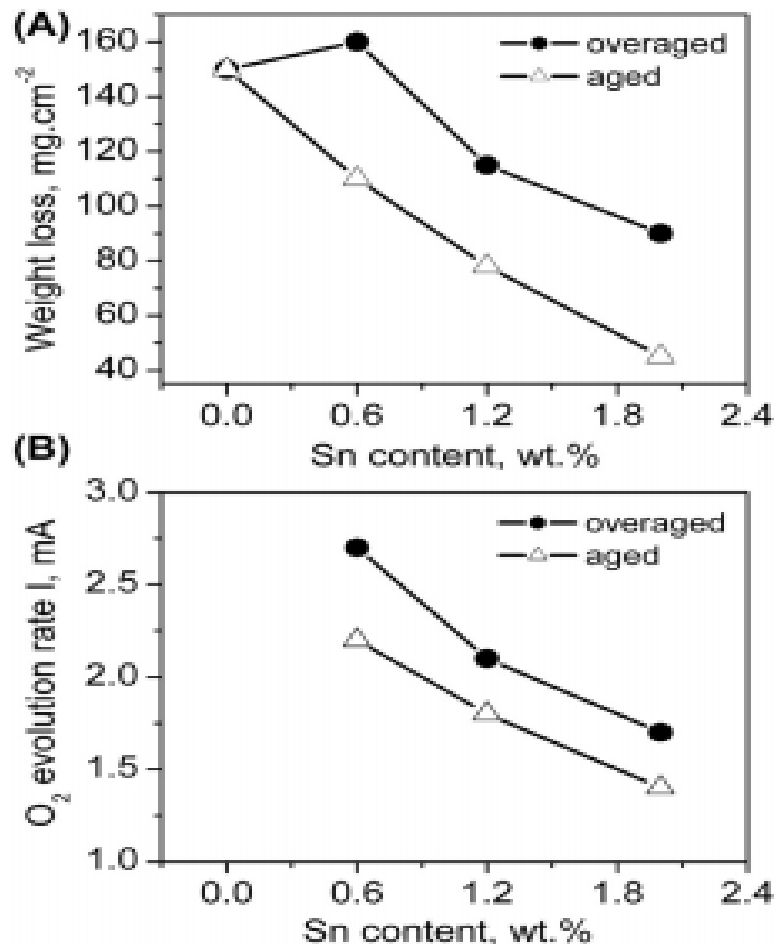 (A)
160
140
120
100
80
60
40
Weight loss, mg.cm-2
overaged
aged
0.0 0.6 1.2 1.8 2.4
Sn content, wt.%
(B)
3.0
2.5
2.0
1.5
1.0
O2 evolution rate I, mA
overaged
aged
0.0 0.6 1.2 1.8 2.4
Sn content, wt.%